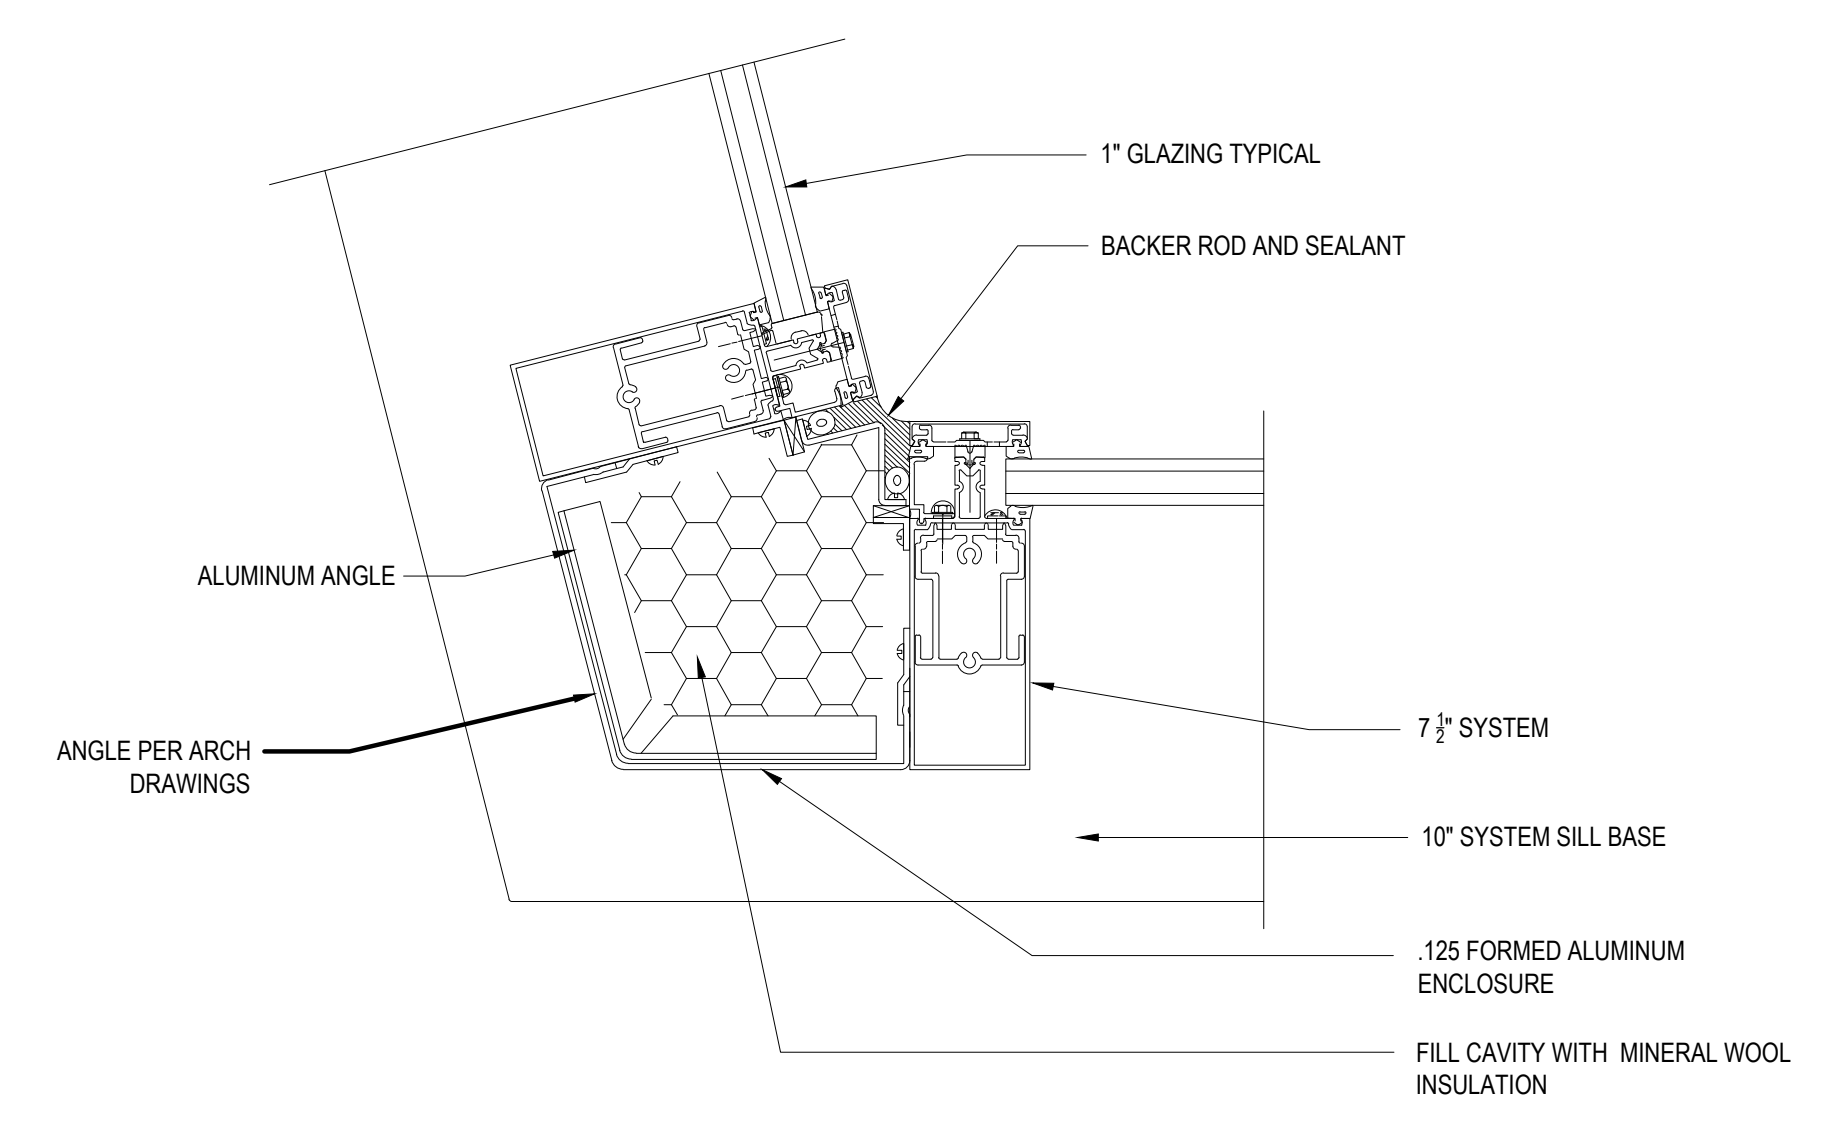 1" GLAZING TYPICAL
BACKER ROD AND SEALANT
ALUMINUM ANGLE
ANGLE PER ARCH
DRAWINGS
7 1/2" SYSTEM
10" SYSTEM SILL BASE
.125 FORMED ALUMINUM
ENCLOSURE
FILL CAVITY WITH  MINERAL WOOL
INSULATION